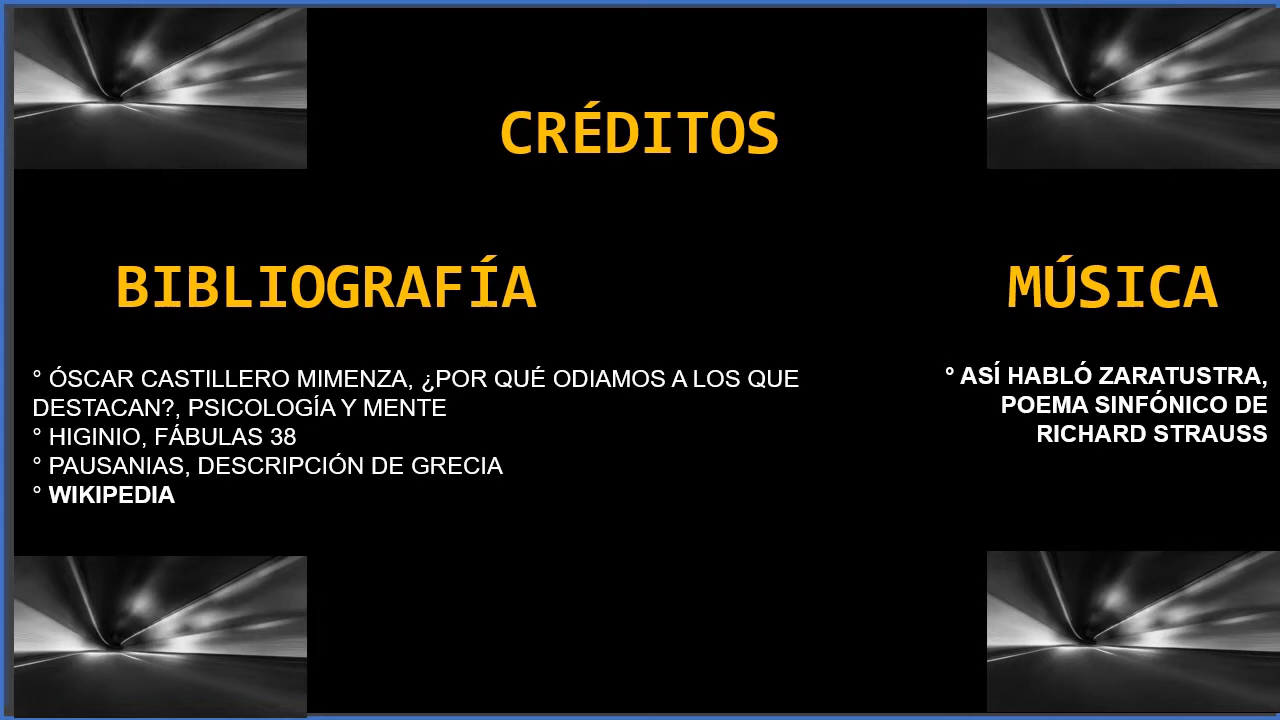 CRÉDITOS
BIBLIOGRAFÍA
° ÓSCAR CASTILLERO MIMENZA, ¿POR QUÉ ODIAMOS A LOS QUE
DESTACAN?, PSICOLOGÍA Y MENTE
° HIGINIO, FÁBULAS 38
° PAUSANIAS, DESCRIPCIÓN DE GRECIA
° WIKIPEDIA
MÚSICA
° ASÍ HABLÓ ZARATUSTRA,
POEMA SINFÓNICO DE
RICHARD STRAUSS